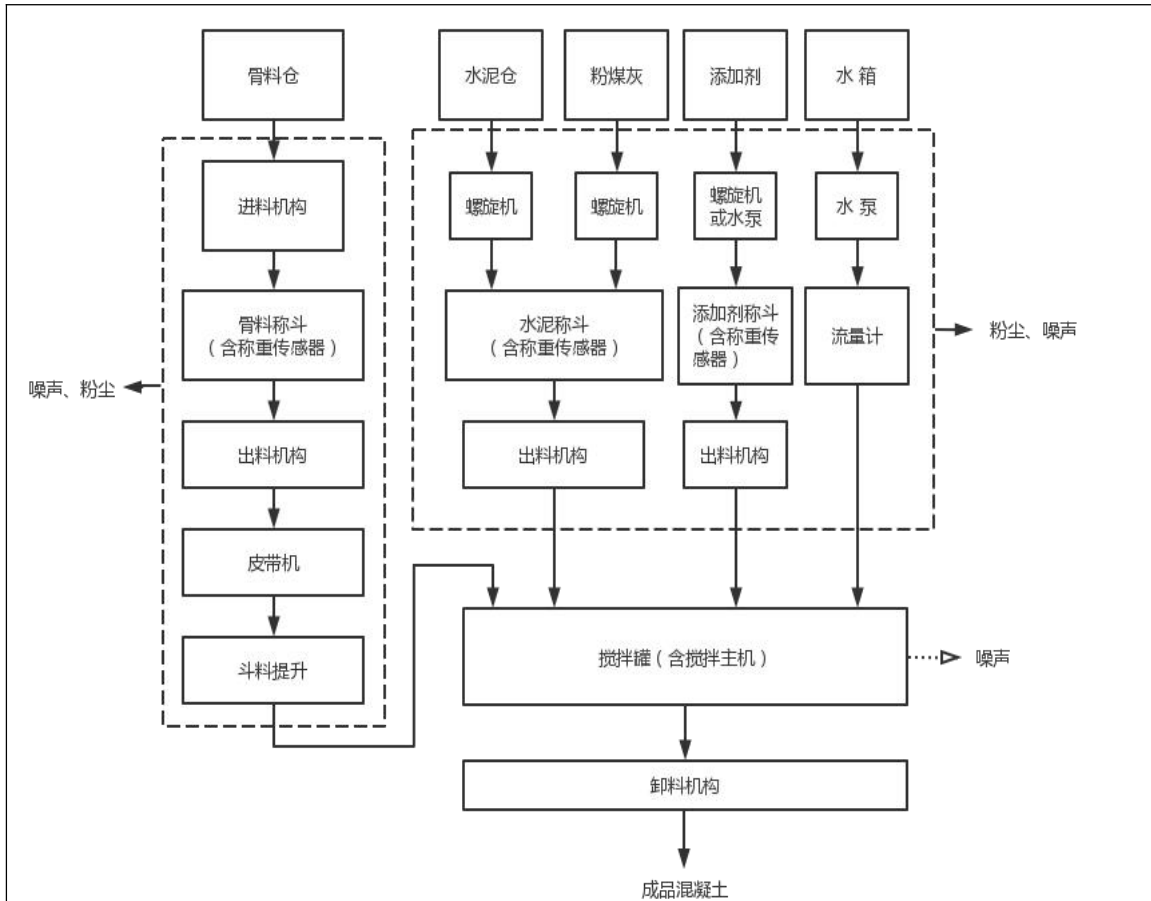 骨料仓
水泥仓
粉煤灰
添加剂
水 箱
进料机构
螺旋机
螺旋机
螺旋机
或水泵
水 泵
骨料称斗
（含称重传感器）
水泥称斗
（含称重传感器）
添加剂称斗
（含称重传
感器）
流量计
粉尘、噪声
噪声、粉尘
出料机构
出料机构
出料机构
皮带机
斗料提升
搅拌罐（含搅拌主机）
噪声
卸料机构
成品混凝土